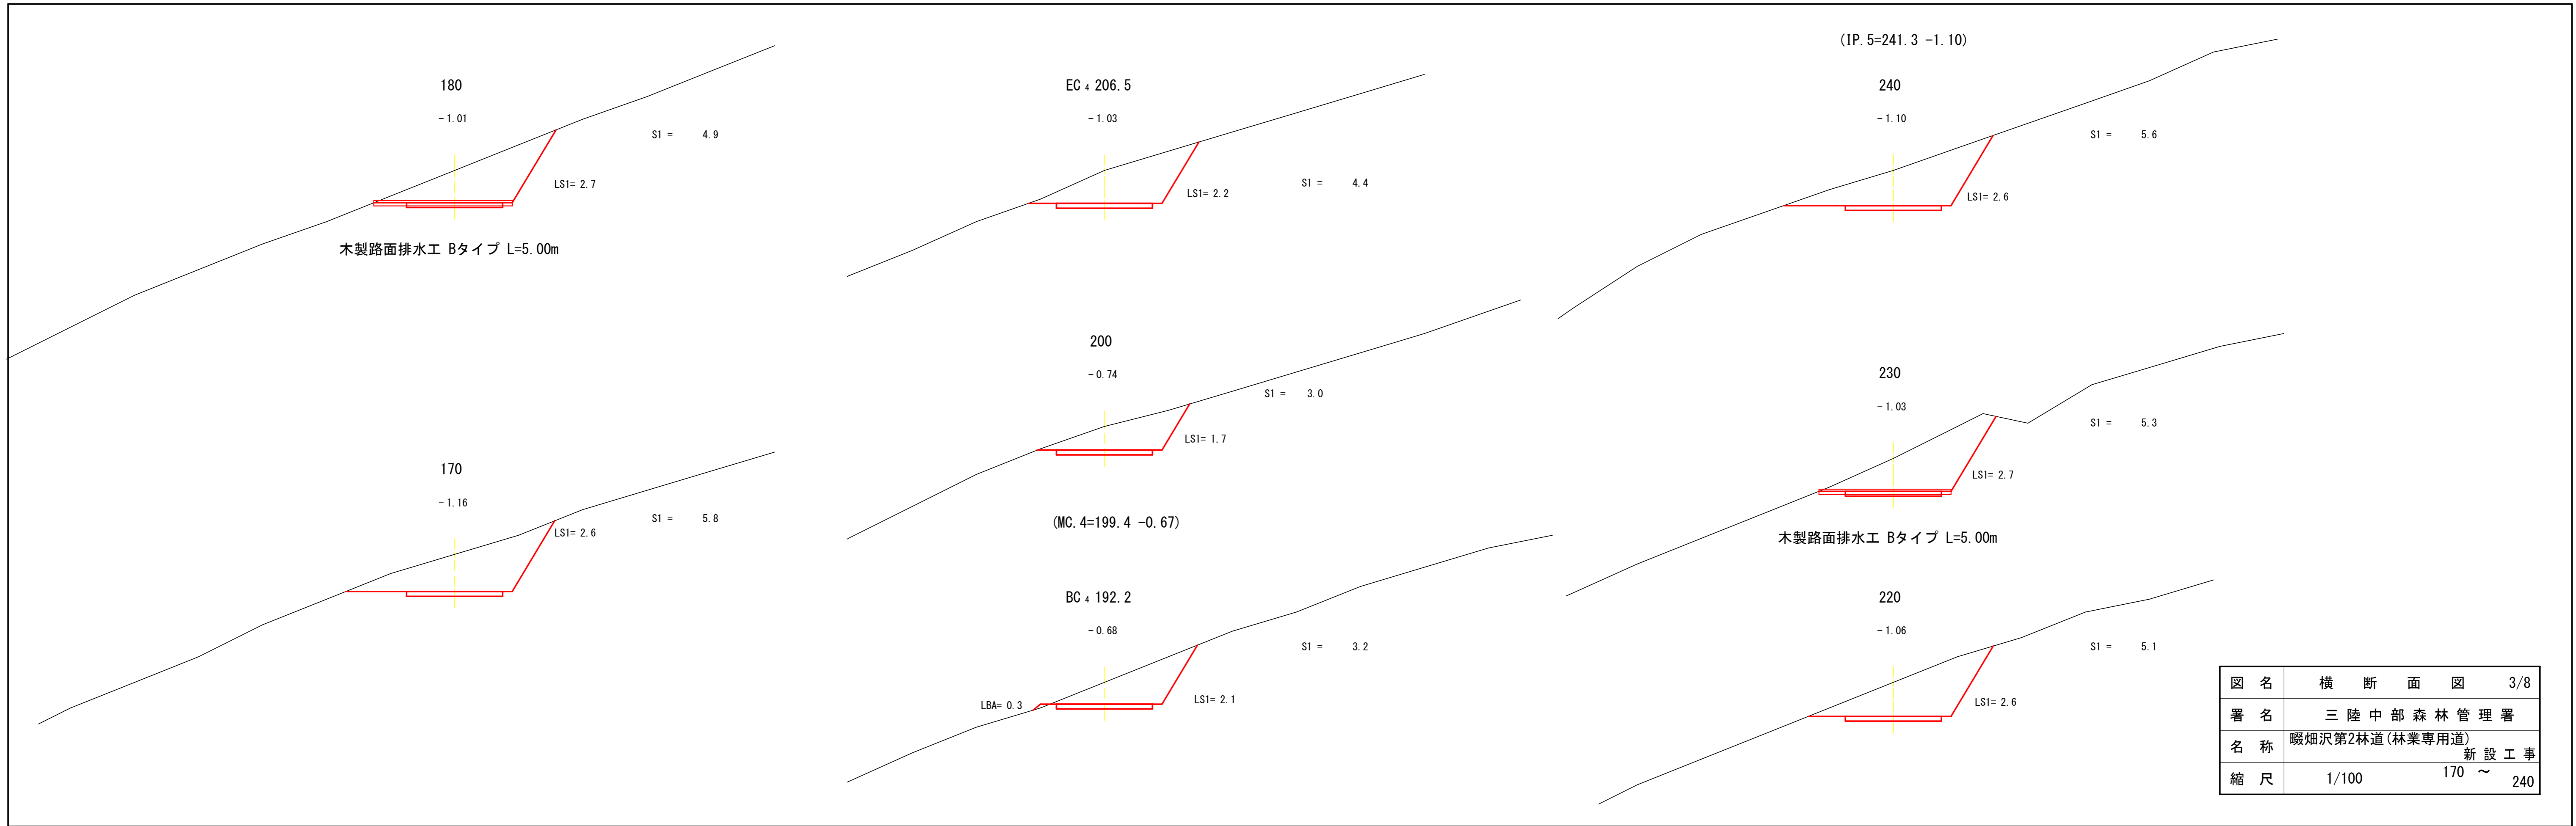 180
-1.01
S1 = 4.9
LS1= 2.7
木製路面排水工 Bタイプ L=5.00m
170
-1.16
S1 = 5.8
LS1= 2.6
EC 4 206.5
-1.03
S1 = 4.4
LS1= 2.2
200
-0.74
S1 = 3.0
LS1= 1.7
(MC.4=199.4 -0.67)
BC 4 192.2
-0.68
S1 = 3.2
LBA= 0.3
LS1= 2.1
(IP.5=241.3 -1.10)
240
-1.10
S1 = 5.6
LS1= 2.6
230
-1.03
S1 = 5.3
LS1= 2.7
木製路面排水工 Bタイプ L=5.00m
220
-1.06
S1 = 5.1
LS1= 2.6
図 名 横 断 面 図 3/8
署 名 三陸中部森林管理署
名 称 畷畑沢第2林道(林業専用道)
新設工事
縮 尺 1/100 170 ~
240